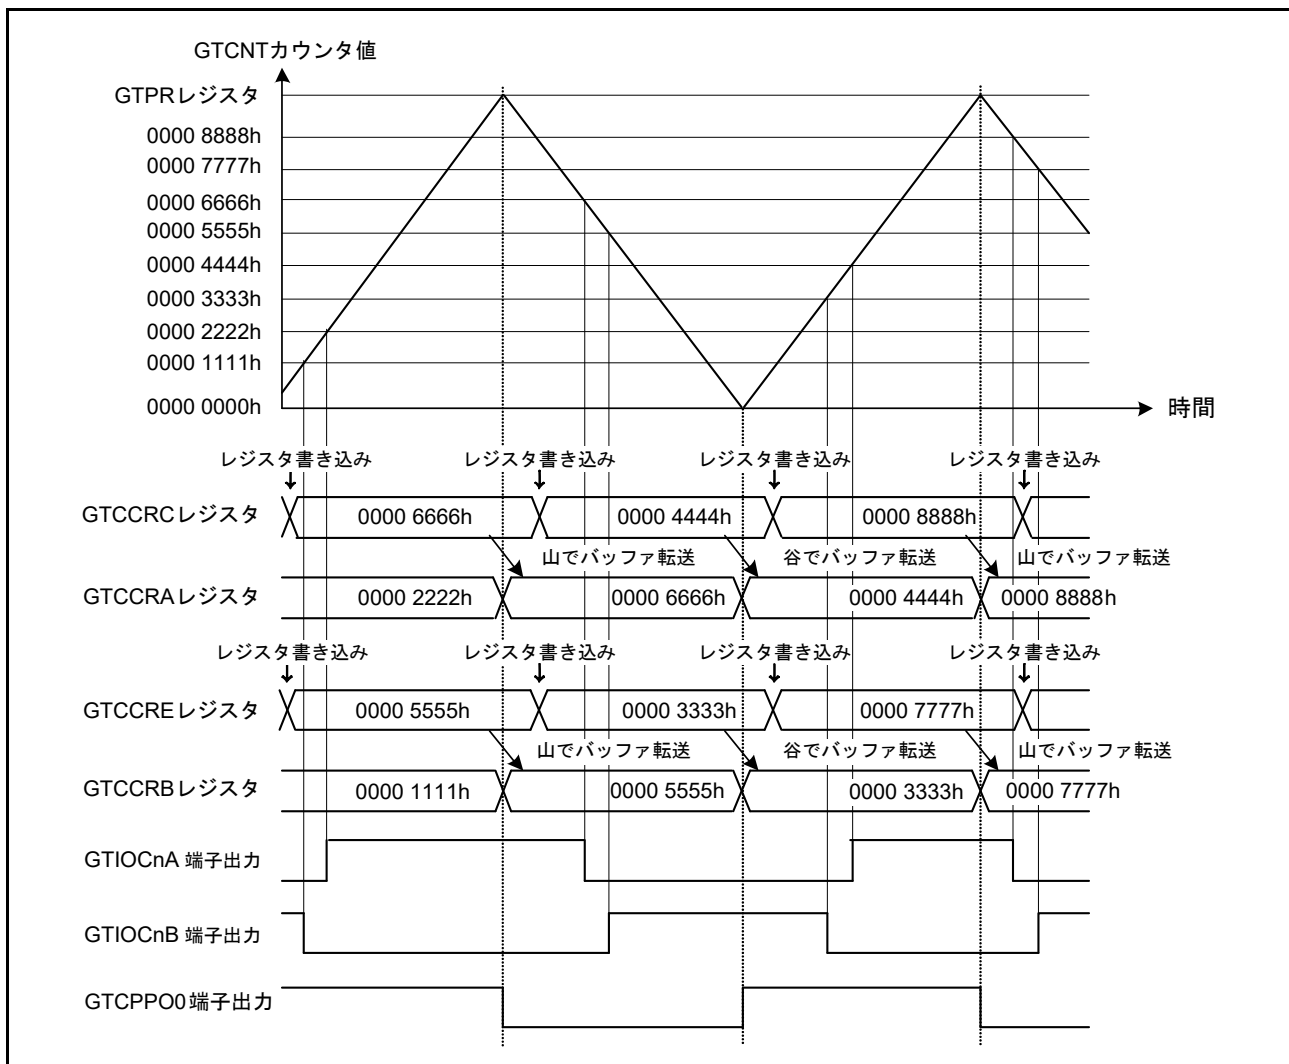 GTCNTカウンタ値
GTPRレジスタ
0000 8888h
0000 7777h
0000 6666h
0000 5555h
0000 4444h
0000 3333h
0000 2222h
0000 1111h
0000 0000h
時間
レジスタ書き込み レジスタ書き込み レジスタ書き込み レジスタ書き込み
GTCCRCレジスタ 0000 6666h 0000 4444h 0000 8888h
山でバッファ転送 谷でバッファ転送 山でバッファ転送
GTCCRAレジスタ 0000 2222h 0000 6666h 0000 4444h 0000 8888h
レジスタ書き込み レジスタ書き込み レジスタ書き込み レジスタ書き込み
GTCCREレジスタ 0000 5555h 0000 3333h 0000 7777h
山でバッファ転送 谷でバッファ転送 山でバッファ転送
GTCCRBレジスタ 0000 1111h 0000 5555h 0000 3333h 0000 7777h
GTIOCnA 端子出力
GTIOCnB 端子出力
GTCPPO0端子出力